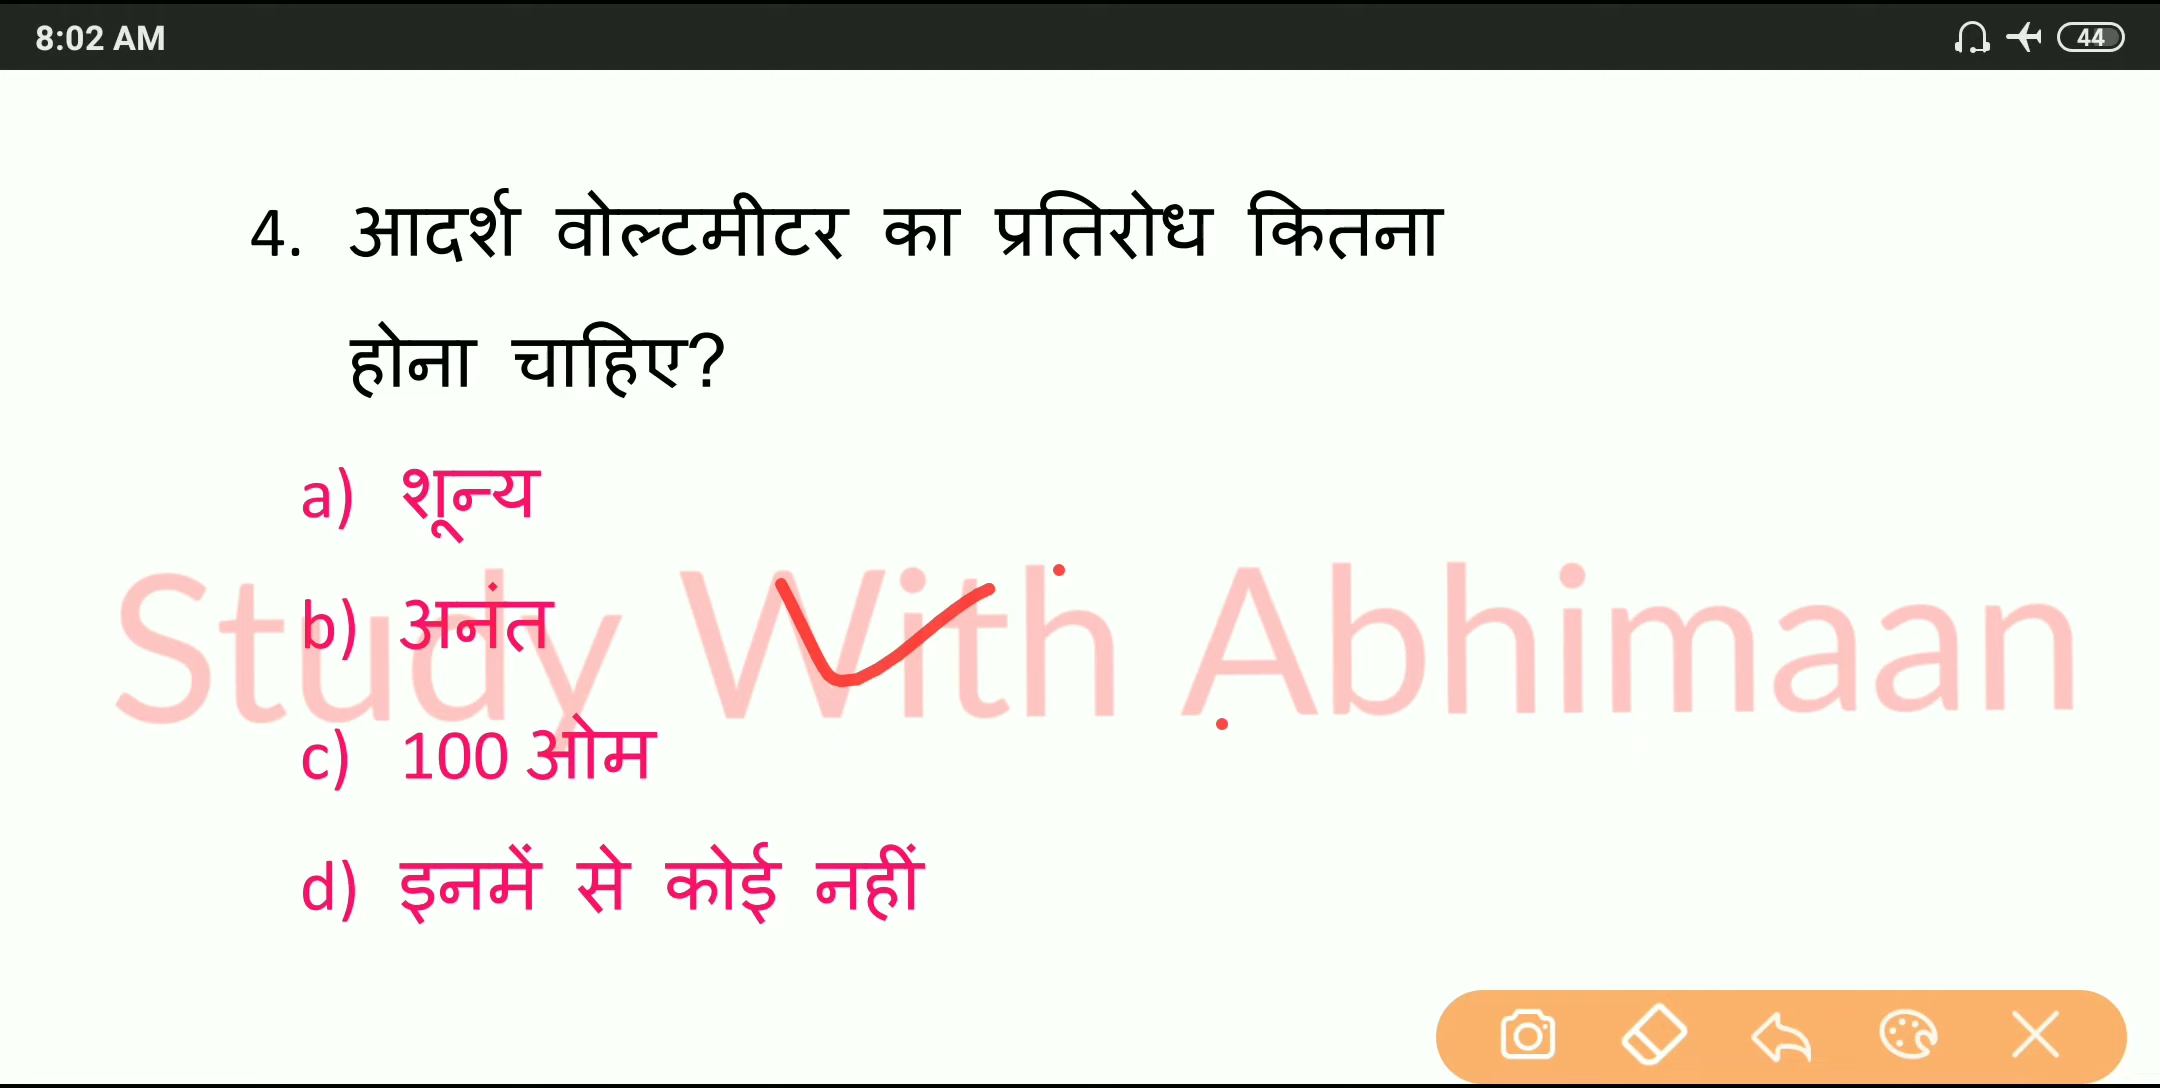 8:02 AM
44
4. आदर्श वोल्टमीटर का प्रतिरोध कितना
होना चाहिए?
a) शून्य
b) अनंत
Study With Abhimaan
c) 100 ओम
d) इनमें से कोई नहीं